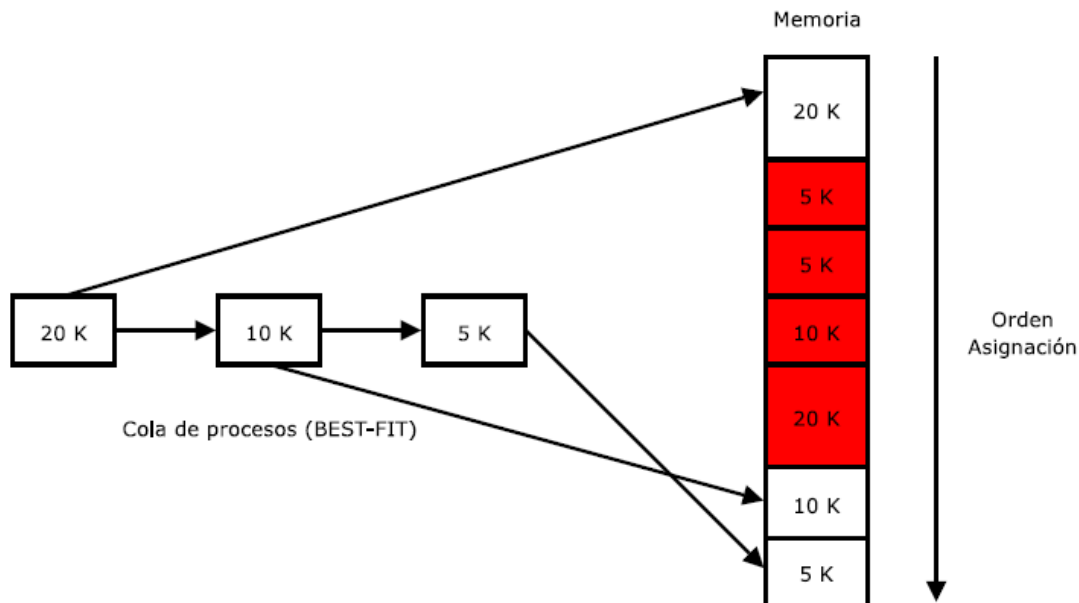 Memoria
20 K
5 K
5 K
10 K
20 K
10 K
5 K
20 K
10 K
5 K
Cola de procesos (BEST-FIT)
Orden
Asignación